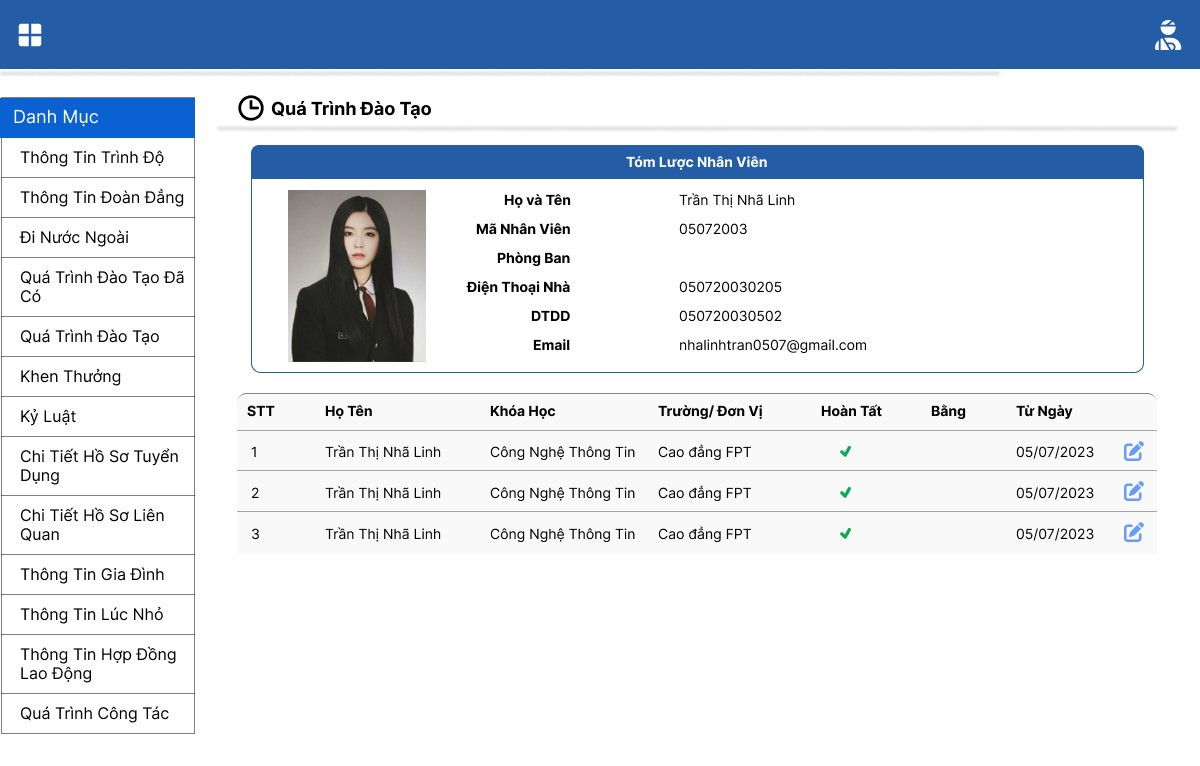 Danh Mục
Thông Tin Trình Độ
Thông Tin Đoàn Đẳng
Đi Nước Ngoài
Quá Trình Đào Tạo Đã
Có
Quá Trình Đào Tạo
Khen Thưởng
Kỷ Luật
Chi Tiết Hồ Sơ Tuyển
Dụng
Chi Tiết Hồ Sơ Liên
Quan
Thông Tin Gia Đình
Thông Tin Lúc Nhỏ
Thông Tin Hợp Đồng
Lao Động
Quá Trình Công Tác
Quá Trình Đào Tạo
Tóm Lược Nhân Viên
Họ và Tên Trần Thị Nhã Linh
Mã Nhân Viên 05072003
Phòng Ban
Điện Thoại Nhà 050720030205
DTDD 050720030502
Email nhalinhtran0507@gmail.com
STT Họ Tên Khóa Học Trường/ Đơn Vị Hoàn Tất Bằng Từ Ngày
1 Trần Thị Nhã Linh Công Nghệ Thông Tin Cao đẳng FPT 05/07/2023
2 Trần Thị Nhã Linh Công Nghệ Thông Tin Cao đẳng FPT 05/07/2023
3 Trần Thị Nhã Linh Công Nghệ Thông Tin Cao đẳng FPT 05/07/2023